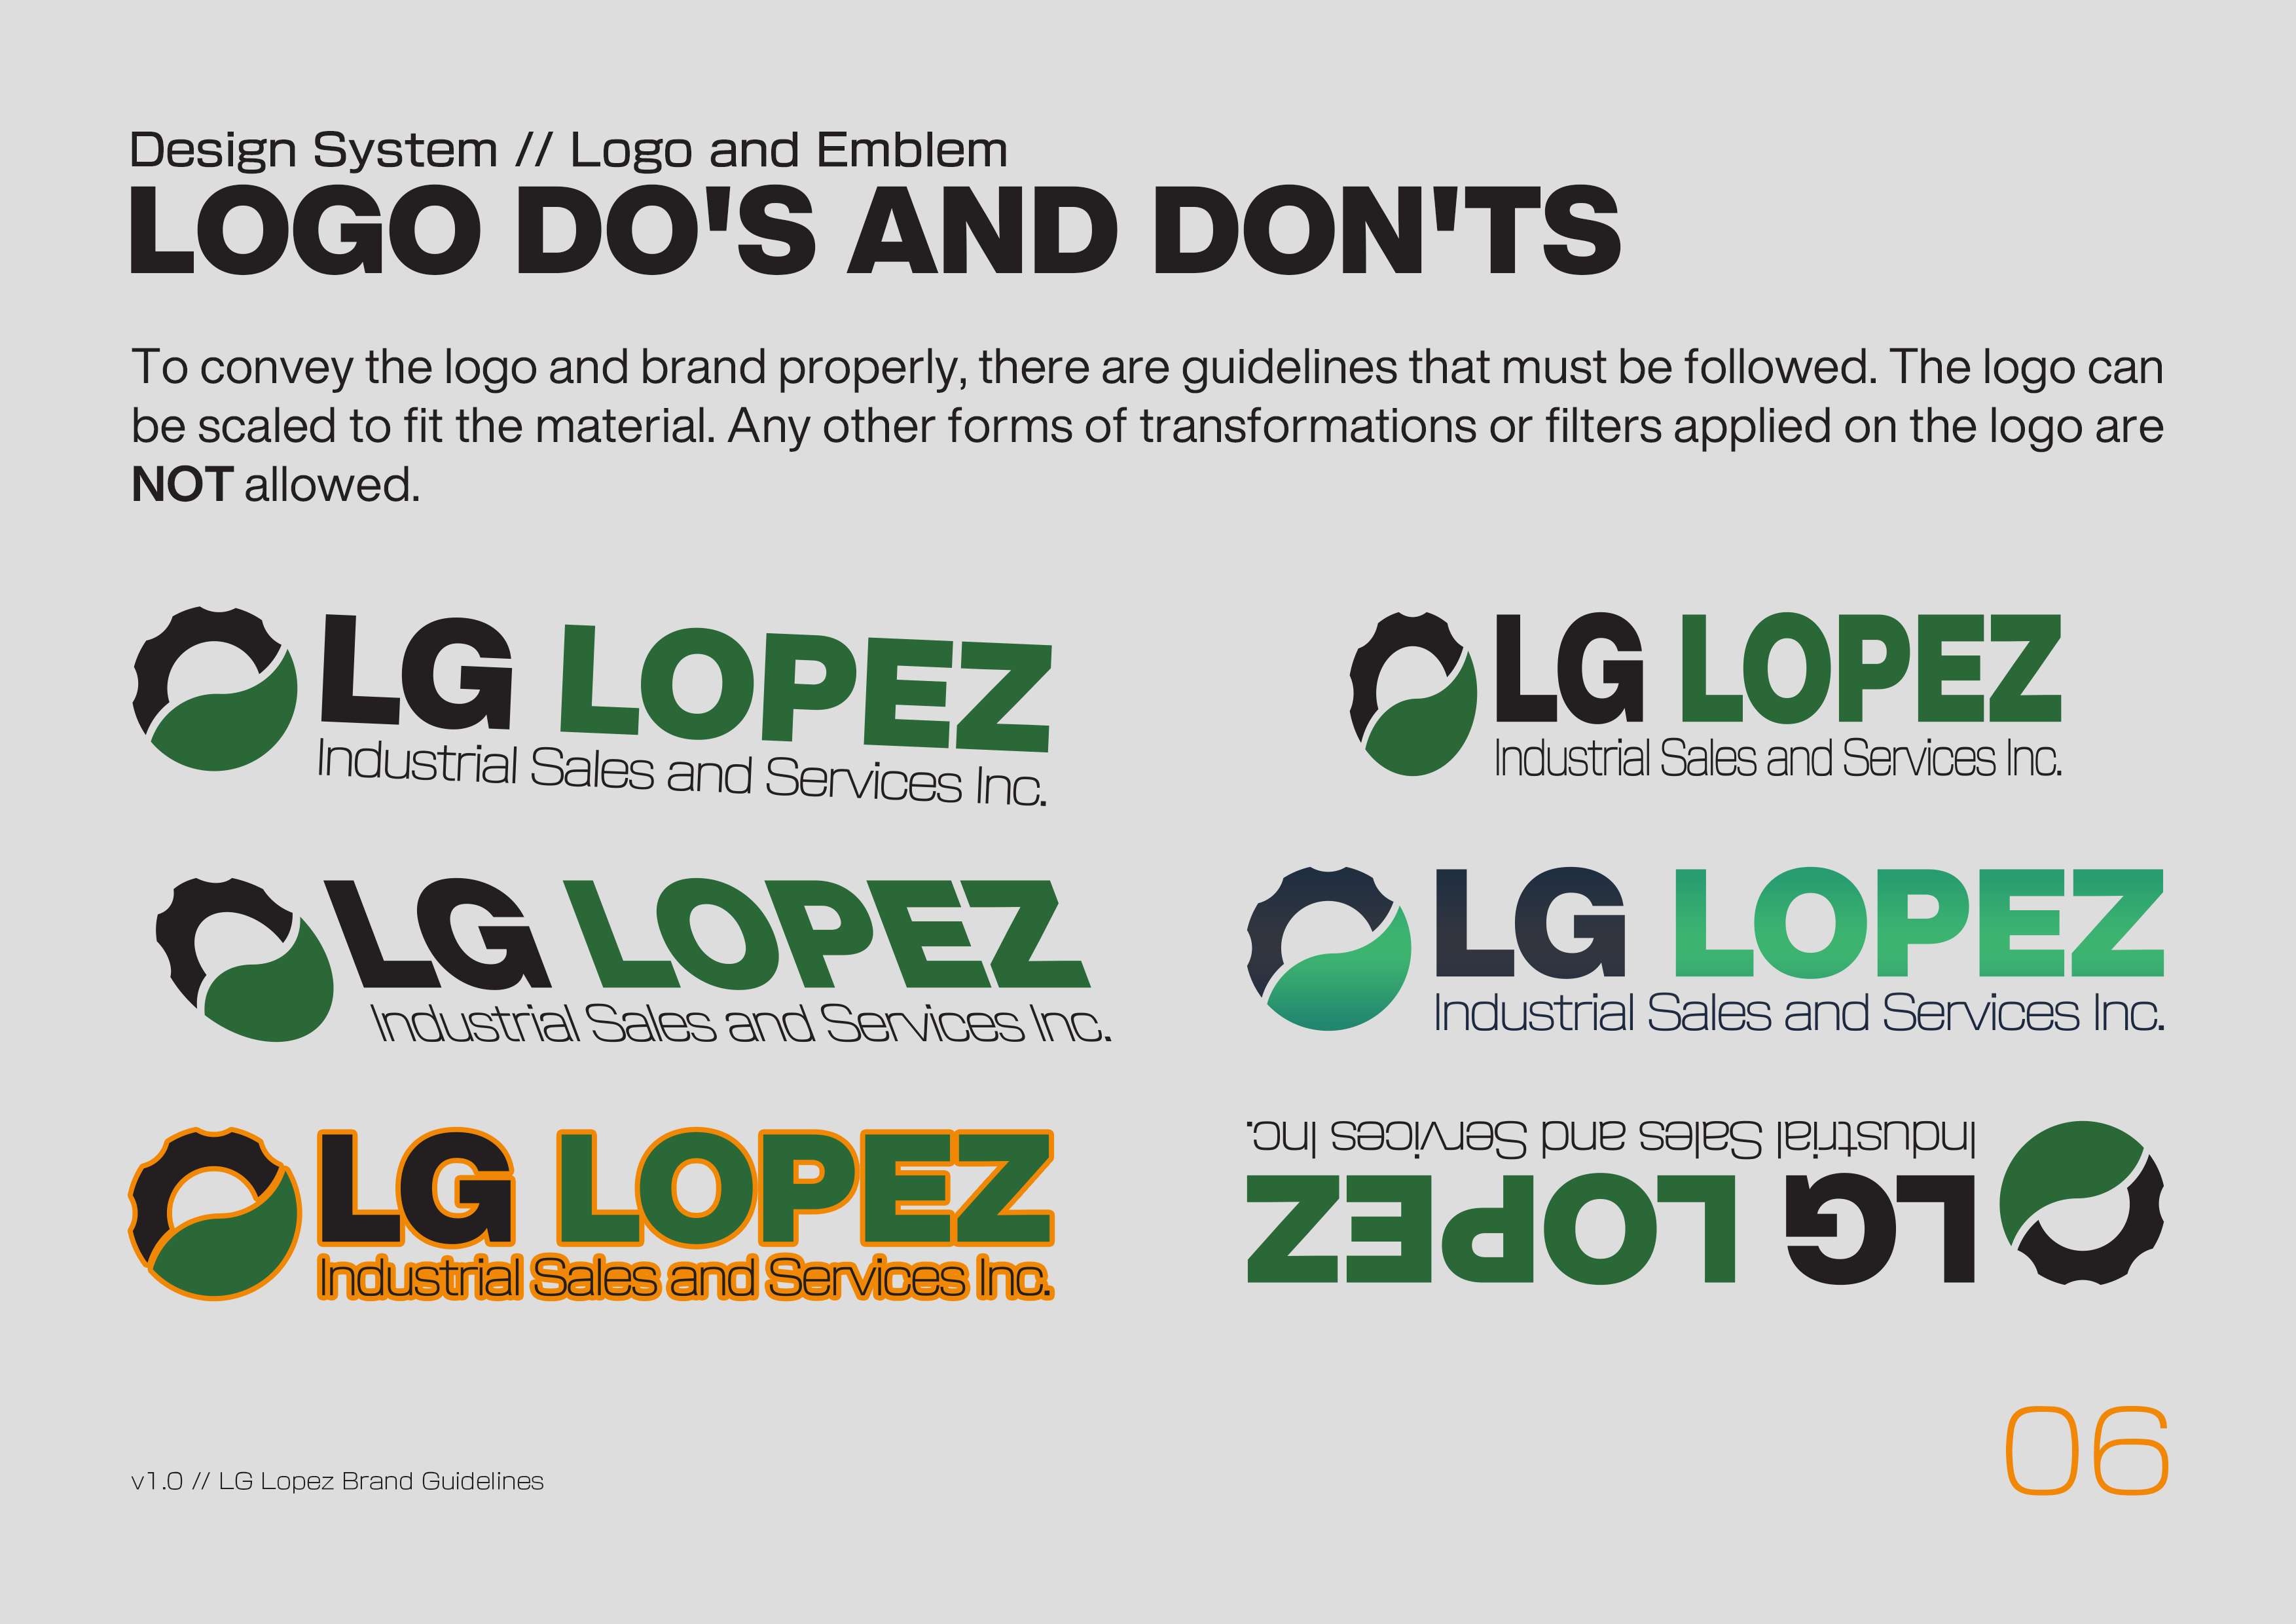 Design System // Logo and Emblem
LOGO DO'S AND DON'TS
To convey the logo and brand properly, there are guidelines that must be followed. The logo can
be scaled to fit the material. Any other forms of transformations or filters applied on the logo are
NOT allowed.
LG LOPEZ
Industrial Sales and Services Inc.
LG LOPEZ
Industrial Sales and Services Inc.
LG LOPEZ
Industrial Sales and Services Inc.
LG LOPEZ
Industrial Sales and Services Inc.
LG LOPEZ
Industrial Sales and Services Inc.
LG LOPEZ
Industrial Sales and Services Inc.
v1.0 // LG Lopez Brand Guidelines
06